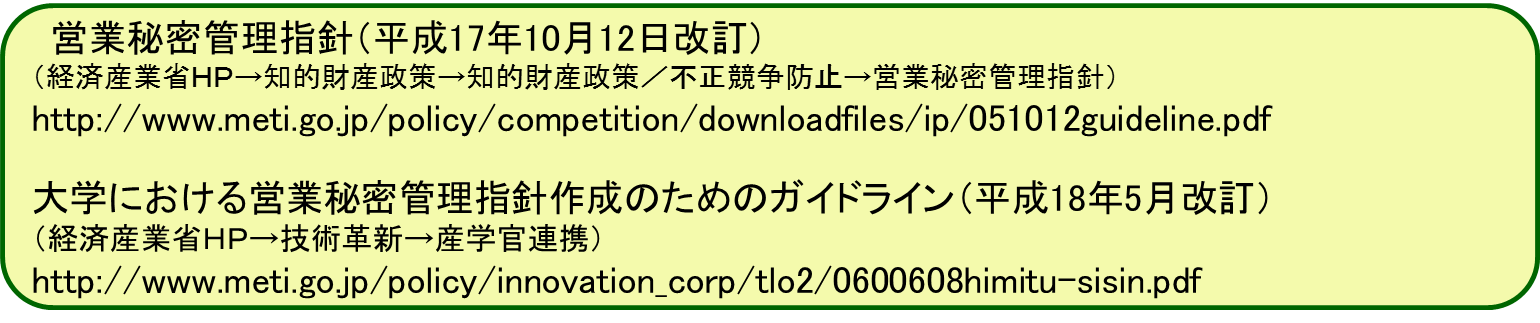 営業秘密管理指針（平成17年10月12日改訂）
（経済産業省ＨＰ→知的財産政策→知的財産政策／不正競争防止→営業秘密管理指針）
http://www.meti.go.jp/policy/competition/downloadfiles/ip/051012guideline.pdf
大学における営業秘密管理指針作成のためのガイドライン（平成18年5月改訂）
（経済産業省ＨＰ→技術革新→産学官連携）
http://www.meti.go.jp/policy/innovation_corp/tlo2/0600608himitu-sisin.pdf